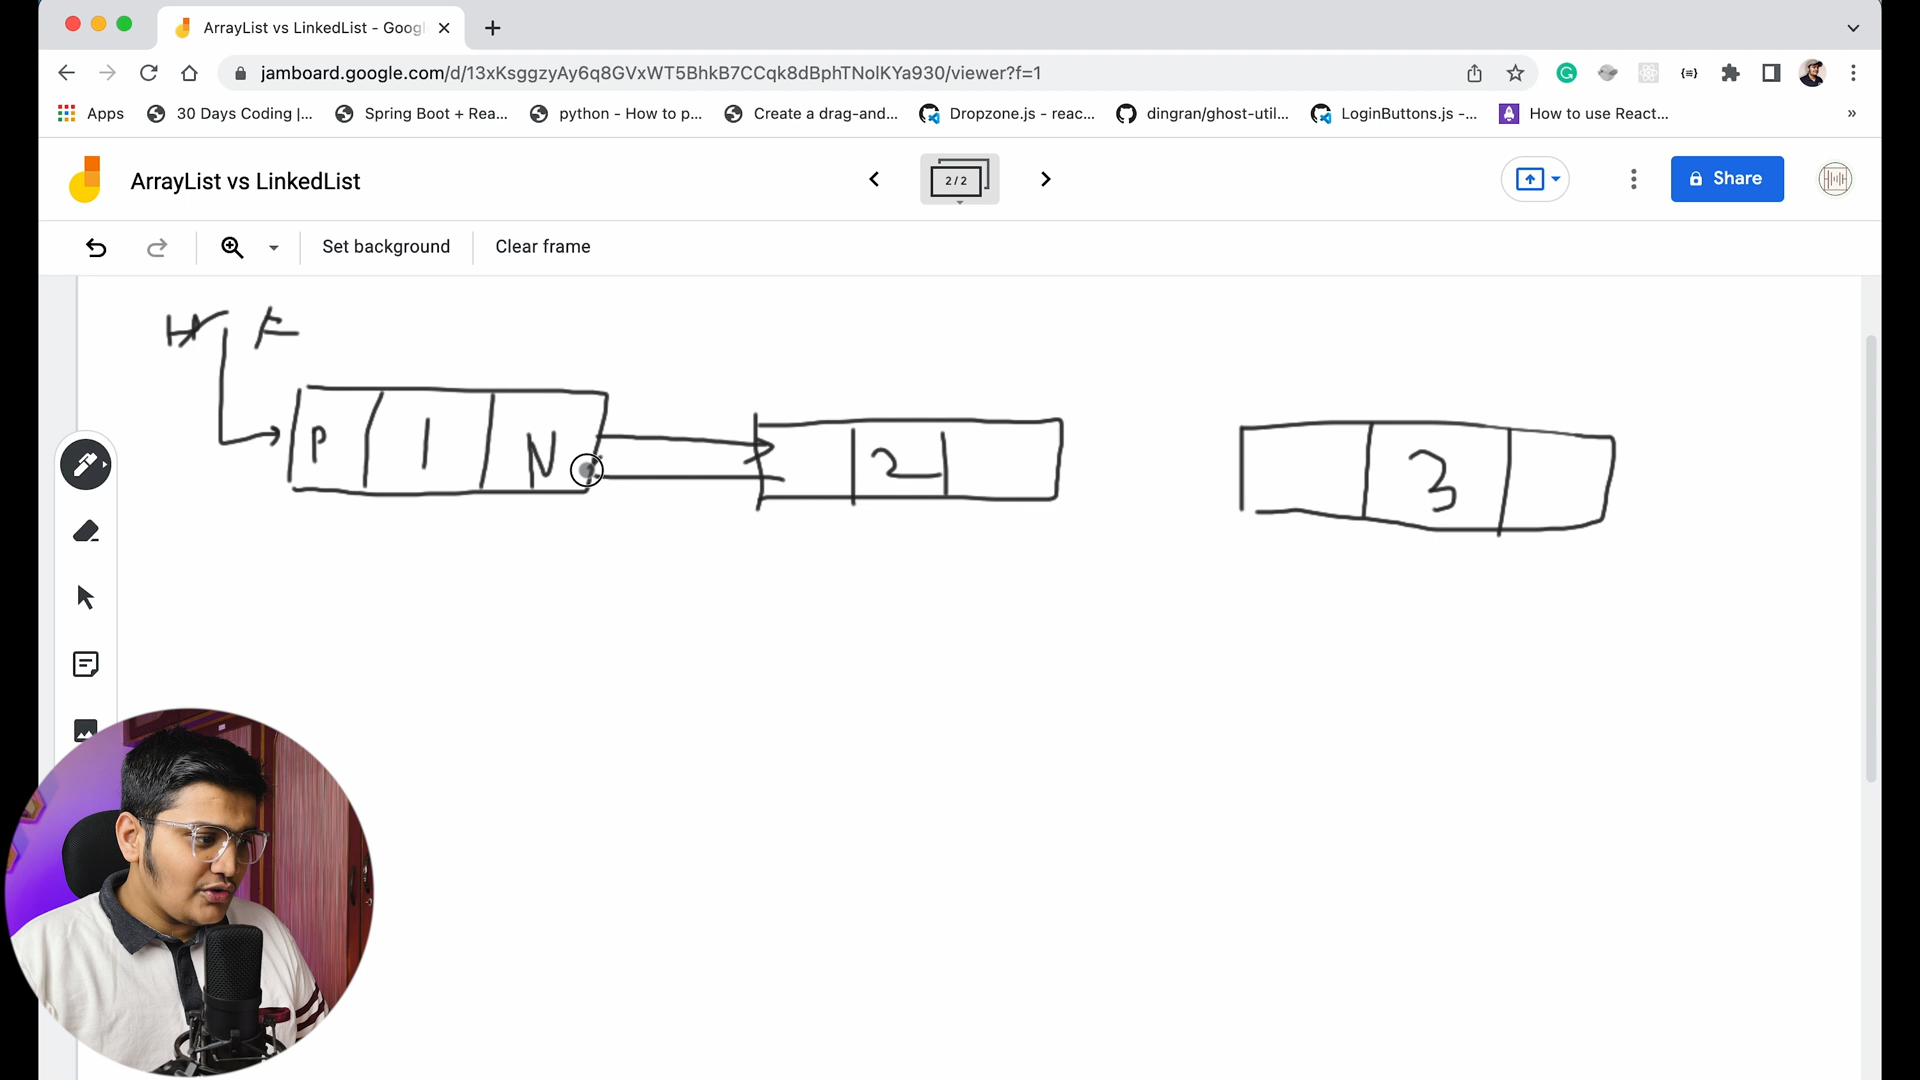 ArrayList vs LinkedList - Goog
jamboard.google.com/d/13xKsggzyAy6q8GVxWT5BhkB7CCqk8dBphTNolKYa930/viewer?f=1
Apps 30 Days Coding |... Spring Boot + Rea... python - How to p... Create a drag-and... Dropzone.js - reac... dingran/ghost-util... LoginButtons.js -... How to use React... »
ArrayList vs LinkedList 2 / 2 Share
Set background Clear frame
P 1 N 2 3